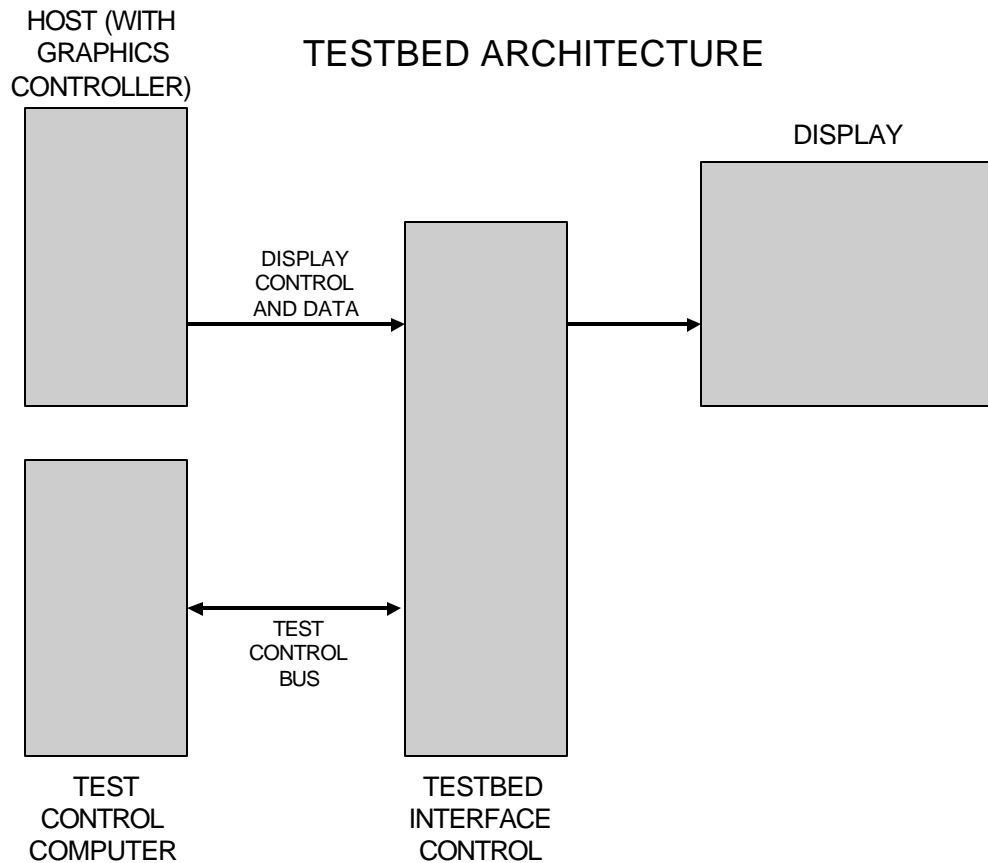 HOST (WITH
GRAPHICS
CONTROLLER)
TESTBED ARCHITECTURE
DISPLAY
DISPLAY
CONTROL
AND DATA
TEST
CONTROL
BUS
TEST
CONTROL
COMPUTER
TESTBED
INTERFACE
CONTROL